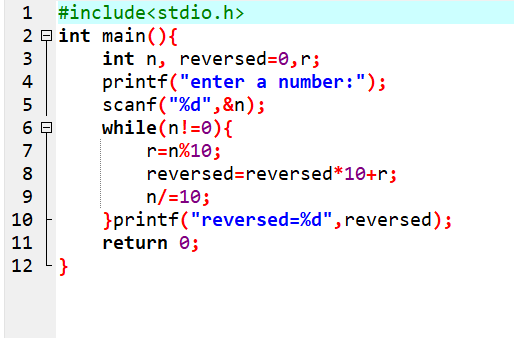 1 #include<stdio.h>
2 int main(){
3 int n, reversed=0,r;
4 printf("enter a number:");
5 scanf("%d",&n);
6 while(n!=0){
7 r=n%10;
8 reversed=reversed*10+r;
9 n/=10;
10 }printf("reversed=%d",reversed);
11 return 0;
12 }